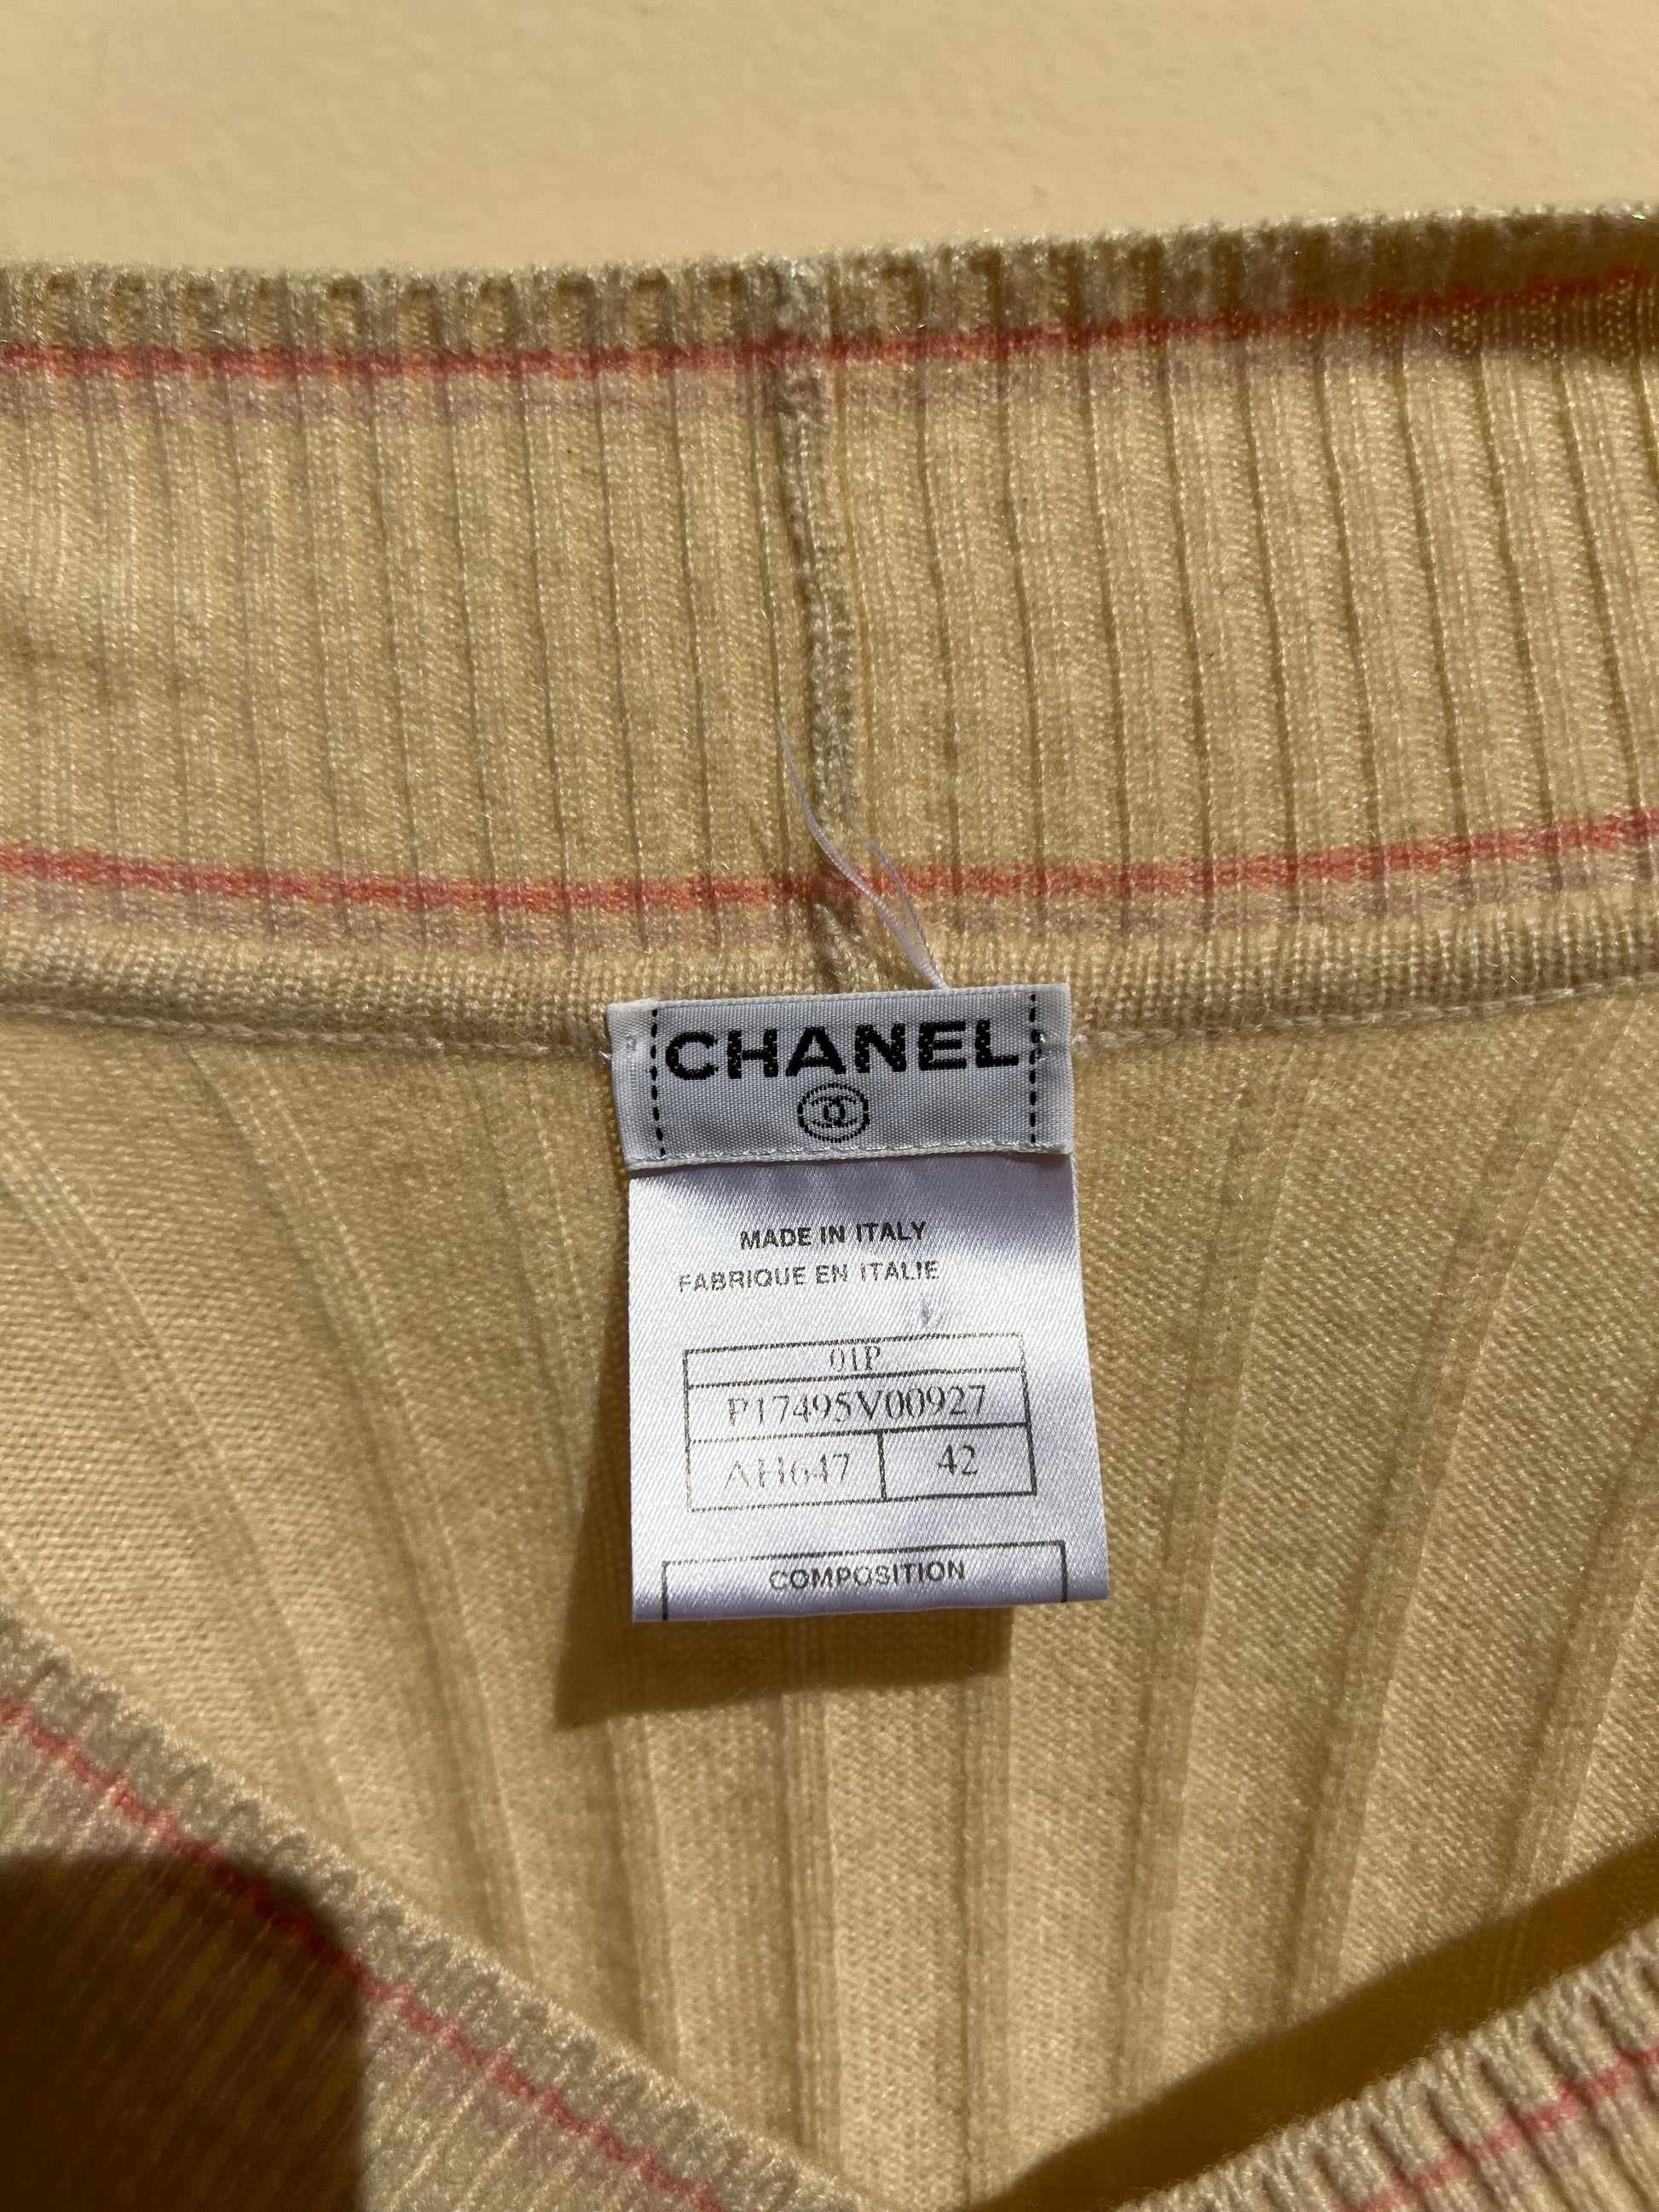 CHANEL
MADE IN ITALY
FABRIQUE EN ITALIE
01P
P17495V00927
AH647 42
COMPOSITION